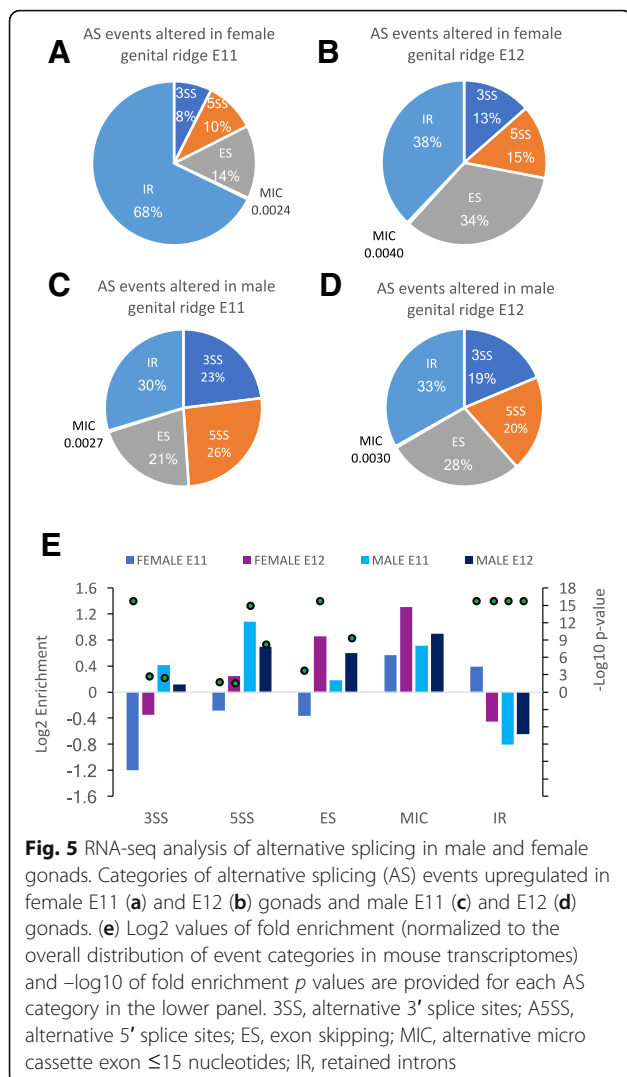 A
AS events altered in female
genital ridge E11
3SS
8%
5SS
10%
ES
14%
MIC
0.0024
IR
68%
B
AS events altered in female
genital ridge E12
3SS
13%
5SS
15%
ES
34%
MIC
0.0040
IR
38%
C
AS events altered in male
genital ridge E11
3SS
23%
5SS
26%
ES
21%
MIC
0.0027
IR
30%
D
AS events altered in male
genital ridge E12
3SS
19%
5SS
20%
ES
28%
MIC
0.0030
IR
33%
E
FEMALE E11 FEMALE E12 MALE E11 MALE E12
Log2 Enrichment
1.6
1.2
0.8
0.4
0
-0.4
-0.8
-1.2
-1.6
18
15
12
9
6
3
0
-Log10 p-value
3SS 5SS ES MIC IR
Fig. 5 RNA-seq analysis of alternative splicing in male and female
gonads. Categories of alternative splicing (AS) events upregulated in
female E11 (a) and E12 (b) gonads and male E11 (c) and E12 (d)
gonads. (e) Log2 values of fold enrichment (normalized to the
overall distribution of event categories in mouse transcriptomes)
and –log10 of fold enrichment p values are provided for each AS
category in the lower panel. 3SS, alternative 3′ splice sites; A5SS,
alternative 5′ splice sites; ES, exon skipping; MIC, alternative micro
cassette exon ≤15 nucleotides; IR, retained introns